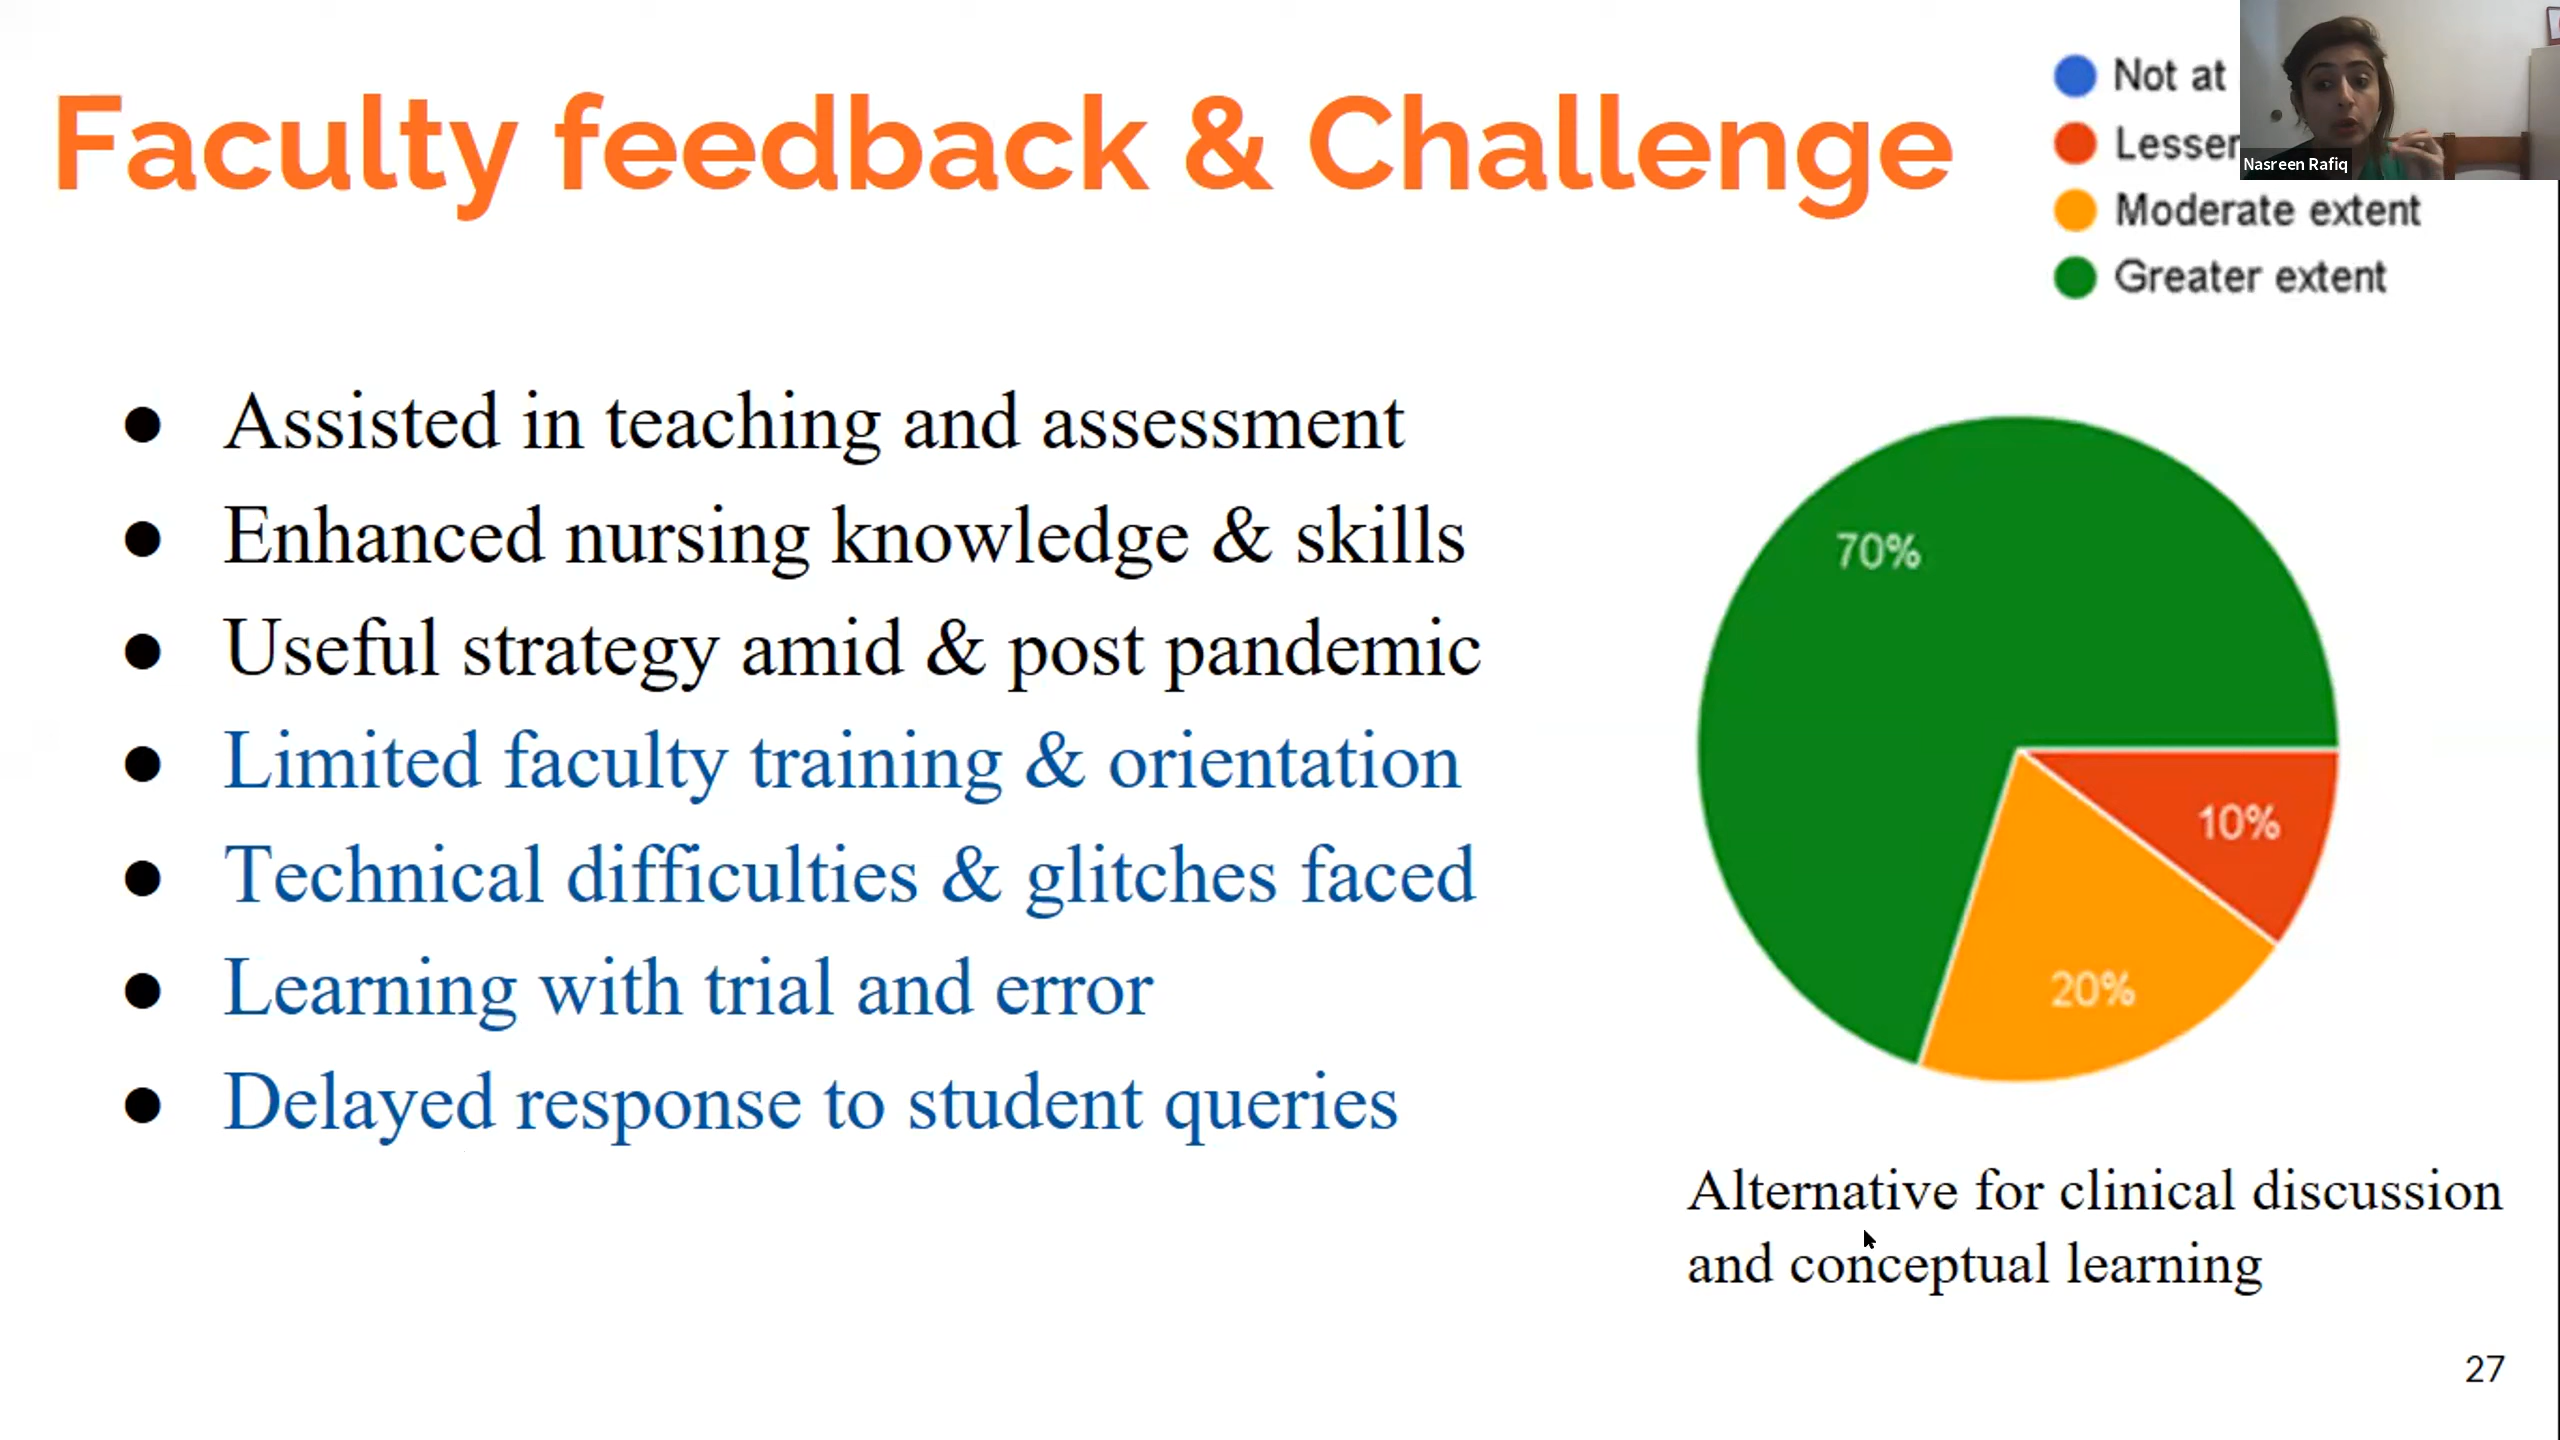 Faculty feedback & Challenge
Not at
Lesser
Nasreen Rafiq
Moderate extent
Greater extent
● Assisted in teaching and assessment
● Enhanced nursing knowledge & skills
● Useful strategy amid & post pandemic
● Limited faculty training & orientation
● Technical difficulties & glitches faced
● Learning with trial and error
● Delayed response to student queries
70%
10%
20%
Alternative for clinical discussion
and conceptual learning
27